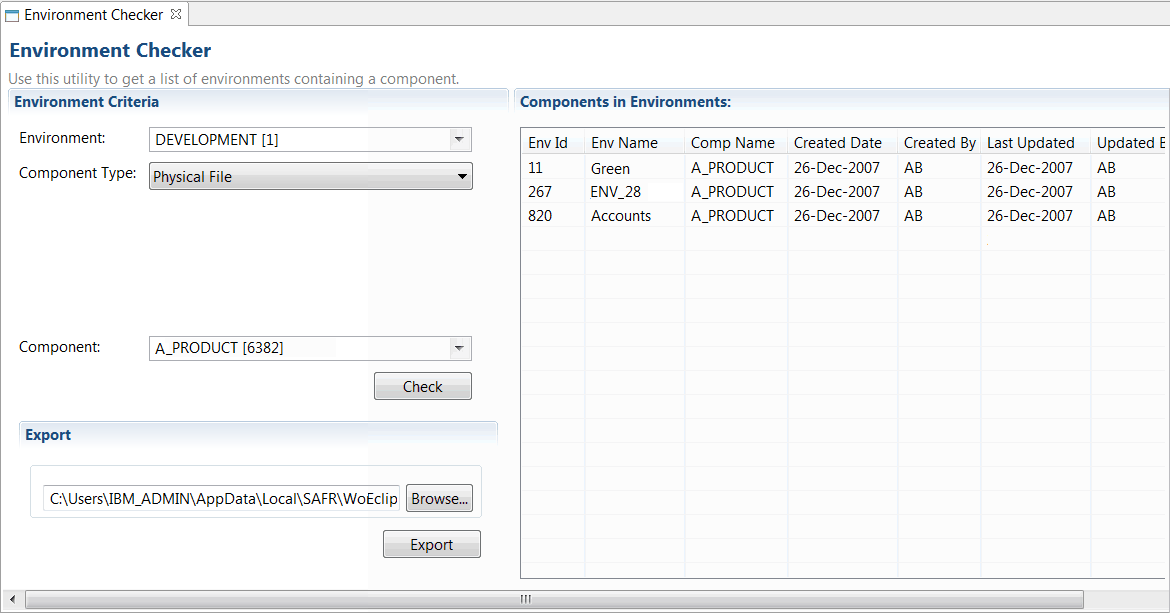 Environment Checker
Environment Checker
Use this utility to get a list of environments containing a component.
Environment Criteria
Environment: DEVELOPMENT [1]
Component Type: Physical File
Component: A_PRODUCT [6382]
Check
Export
C:\Users\IBM_ADMIN\AppData\Local\SAFR\WoEclip Browse...
Export
Components in Environments:
Env Id Env Name Comp Name Created Date Created By Last Updated Updated B
11 Green A_PRODUCT 26-Dec-2007 AB 26-Dec-2007 AB
267 ENV_28 A_PRODUCT 26-Dec-2007 AB 26-Dec-2007 AB
820 Accounts A_PRODUCT 26-Dec-2007 AB 26-Dec-2007 AB